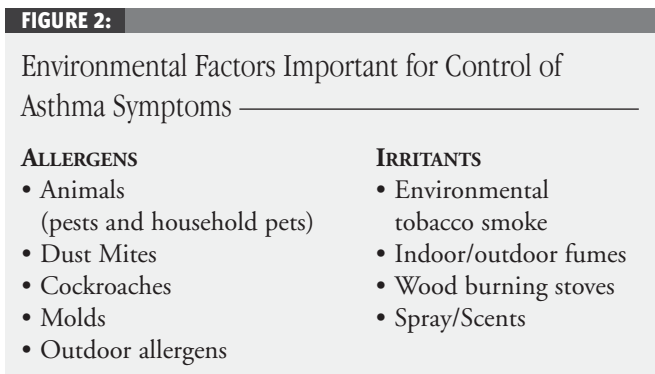 FIGURE 2:
Environmental Factors Important for Control of
Asthma Symptoms
ALLERGENS
• Animals
(pests and household pets)
• Dust Mites
• Cockroaches
• Molds
• Outdoor allergens
IRRITANTS
• Environmental
tobacco smoke
• Indoor/outdoor fumes
• Wood burning stoves
• Spray/Scents